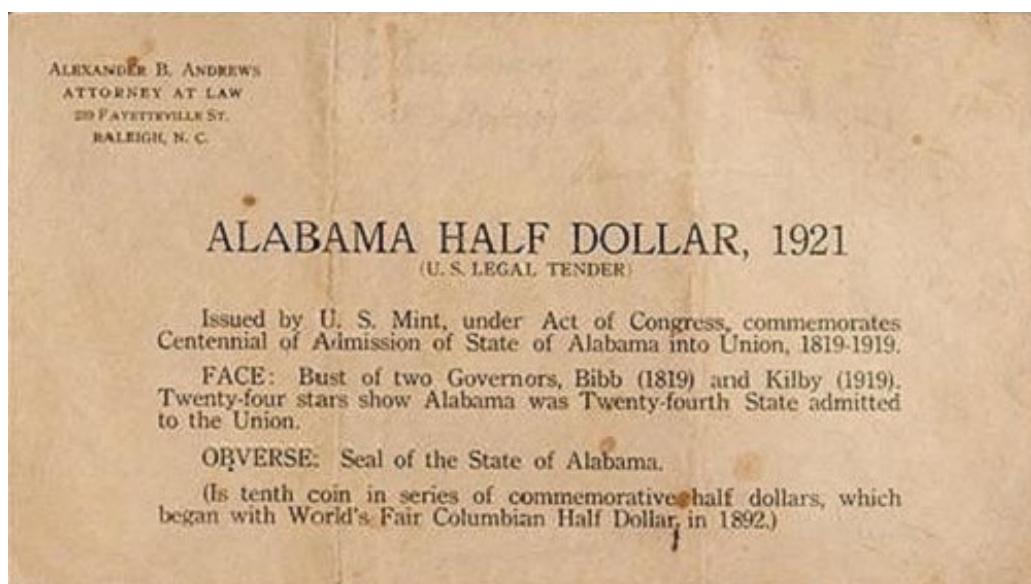 ALEXANDER B. ANDREWS
ATTORNEY AT LAW
239 FAYETTEVILLE ST.
RALEIGH, N. C.
ALABAMA HALF DOLLAR, 1921
(U. S. LEGAL TENDER)
Issued by U. S. Mint, under Act of Congress, commemorates
Centennial of Admission of State of Alabama into Union, 1819-1919.
FACE: Bust of two Governors, Bibb (1819) and Kilby (1919).
Twenty-four stars show Alabama was Twenty-fourth State admitted
to the Union.
OBVERSE: Seal of the State of Alabama.
(Is tenth coin in series of commemorative half dollars, which
began with World's Fair Columbian Half Dollar, in 1892.)